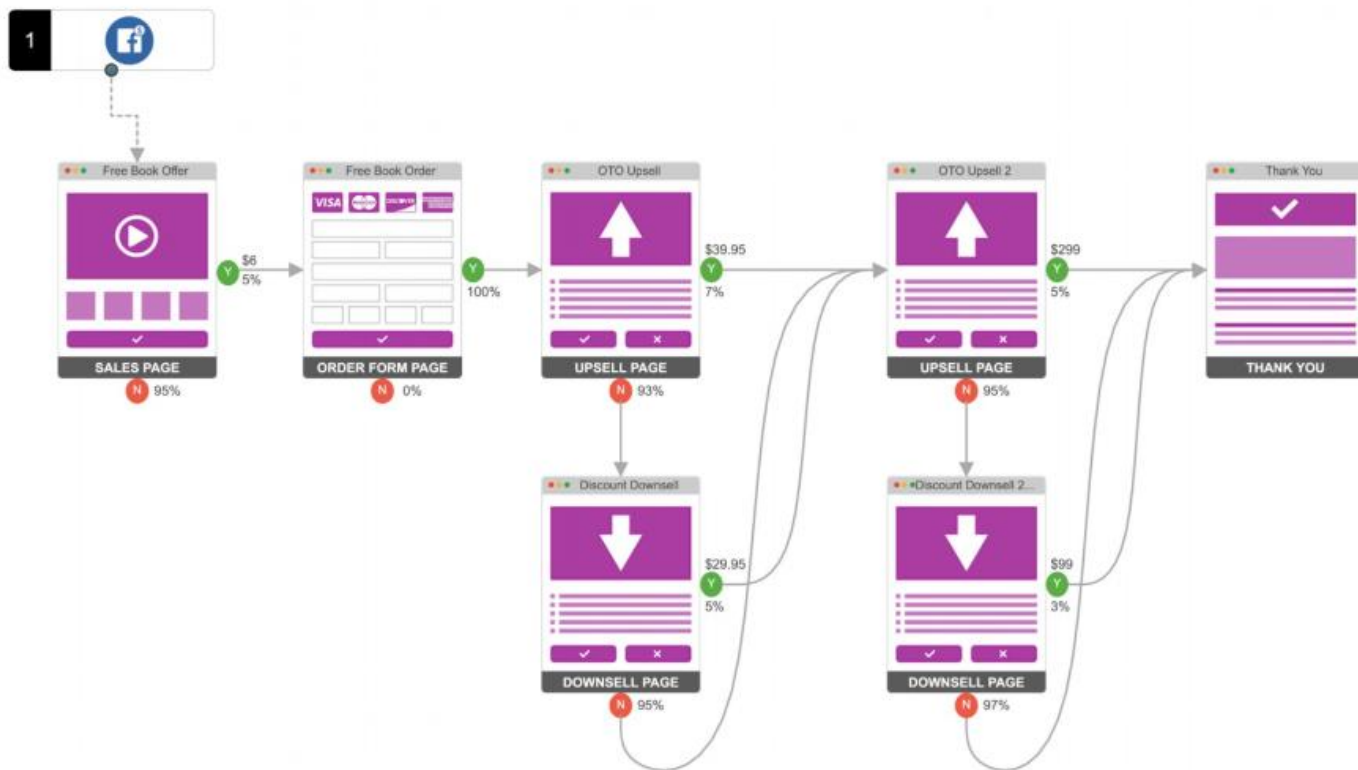 1
Free Book Offer
$6
Y
5%
SALES PAGE
N 95%
Free Book Order
VISA
DISCOVER
Y
100%
ORDER FORM PAGE
N 0%
OTO Upsell
$39.95
Y
7%
UPSELL PAGE
N 93%
OTO Upsell 2
$299
Y
5%
UPSELL PAGE
N 95%
Thank You
THANK YOU
Discount Downsell
$29.95
Y
5%
DOWNSELL PAGE
N 95%
Discount Downsell 2...
$99
Y
3%
DOWNSELL PAGE
N 97%